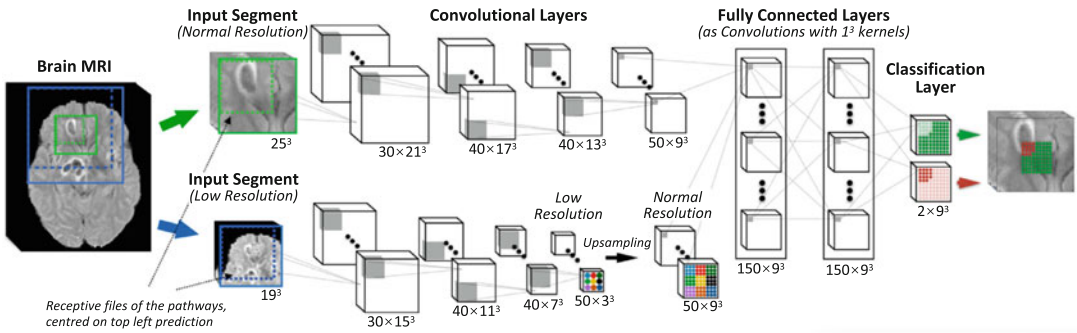 Brain MRI
Input Segment
(Normal Resolution)
25³
Convolutional Layers
30×21³
40×17³
40×13³
50×9³
Fully Connected Layers
(as Convolutions with 1³ kernels)
150×9³
150×9³
Classification
Layer
2×9³
Input Segment
(Low Resolution)
19³
30×15³
40×11³
40×7³
50×3³
Low
Resolution
Upsampling
Normal
Resolution
50×9³
Receptive files of the pathways,
centred on top left prediction